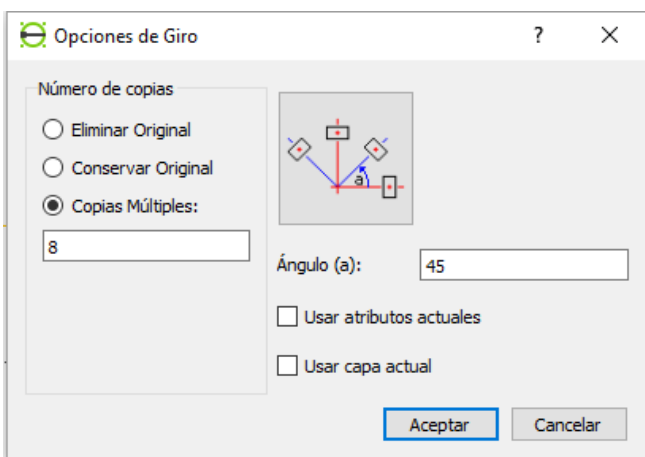 Opciones de Giro
?
Número de copias
Eliminar Original
Conservar Original
Copias Múltiples:
8
a
Ángulo (a):
45
Usar atributos actuales
Usar capa actual
Aceptar
Cancelar